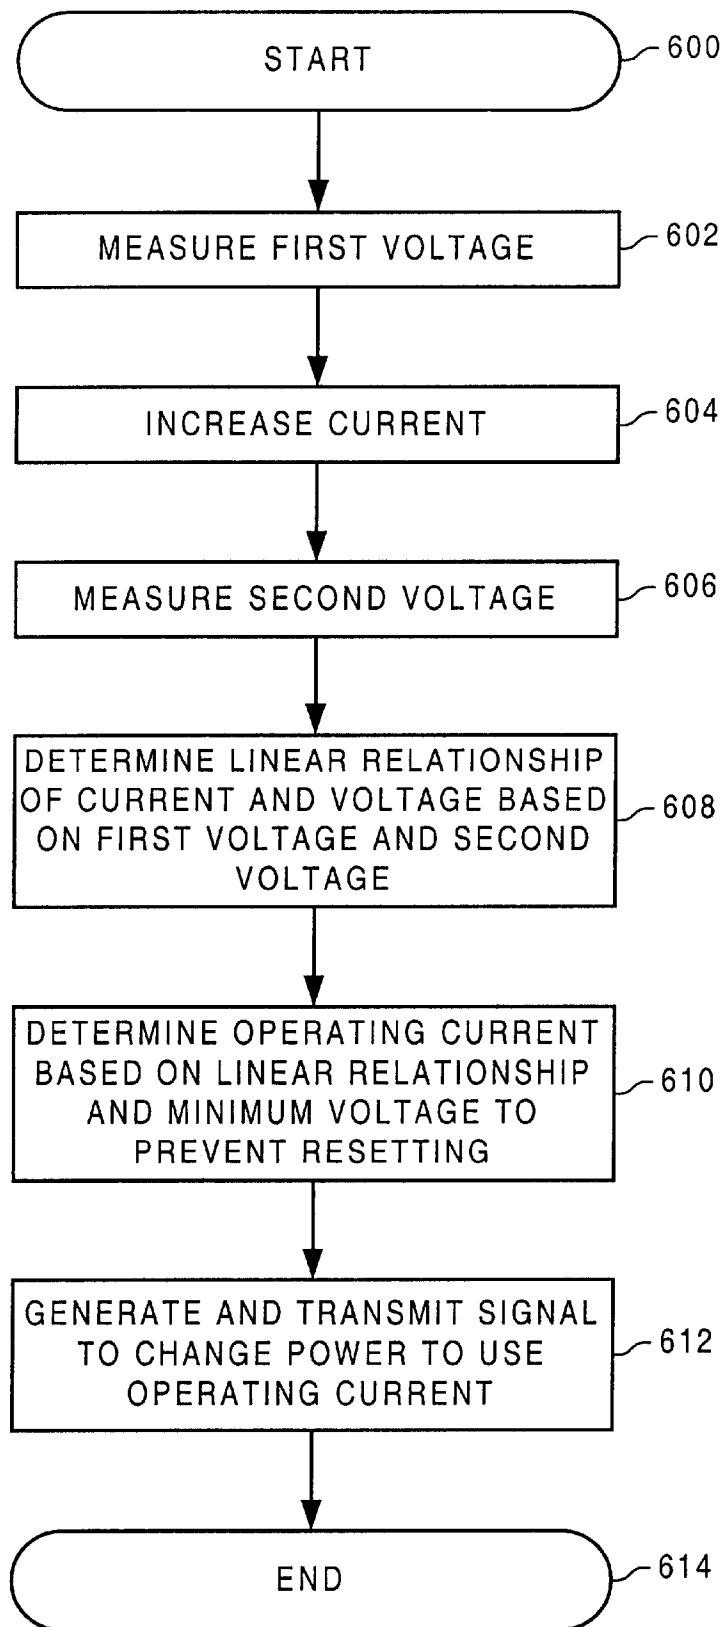 START
600
MEASURE FIRST VOLTAGE
602
INCREASE CURRENT
604
MEASURE SECOND VOLTAGE
606
DETERMINE LINEAR RELATIONSHIP
OF CURRENT AND VOLTAGE BASED
ON FIRST VOLTAGE AND SECOND
VOLTAGE
608
DETERMINE OPERATING CURRENT
BASED ON LINEAR RELATIONSHIP
AND MINIMUM VOLTAGE TO
PREVENT RESETTING
610
GENERATE AND TRANSMIT SIGNAL
TO CHANGE POWER TO USE
OPERATING CURRENT
612
END
614